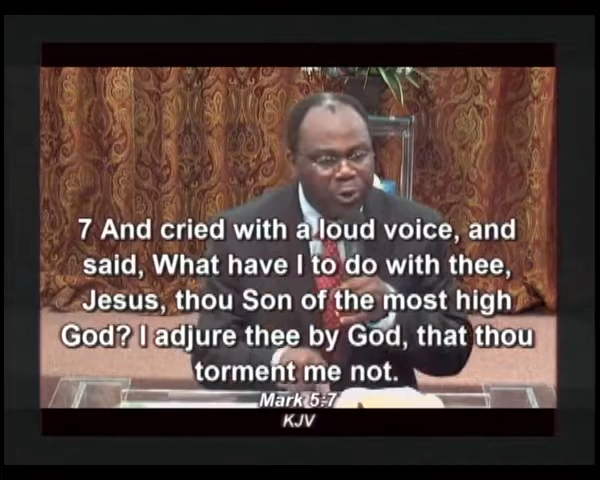 7 And cried with a loud voice, and
said, What have I to do with thee,
Jesus, thou Son of the most high
God? I adjure thee by God, that thou
torment me not.
Mark 5:7
KJV